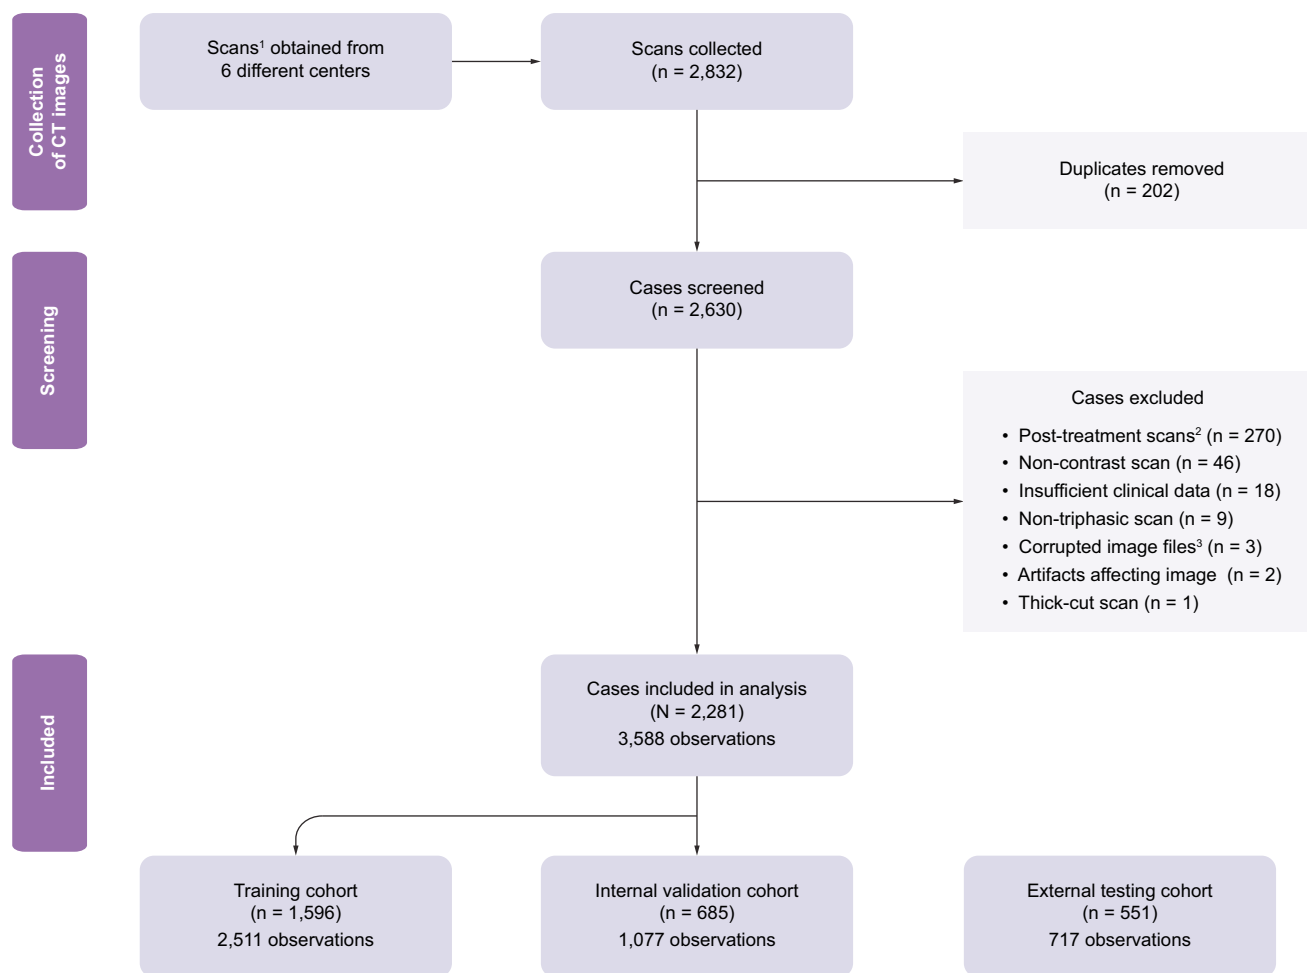 Collection
of CT images
Scans¹ obtained from
6 different centers
Scans collected
(n = 2,832)
Duplicates removed
(n = 202)
Screening
Cases screened
(n = 2,630)
Cases excluded
• Post-treatment scans² (n = 270)
• Non-contrast scan (n = 46)
• Insufficient clinical data (n = 18)
• Non-triphasic scan (n = 9)
• Corrupted image files³ (n = 3)
• Artifacts affecting image (n = 2)
• Thick-cut scan (n = 1)
Included
Cases included in analysis
(N = 2,281)
3,588 observations
Training cohort
(n = 1,596)
2,511 observations
Internal validation cohort
(n = 685)
1,077 observations
External testing cohort
(n = 551)
717 observations